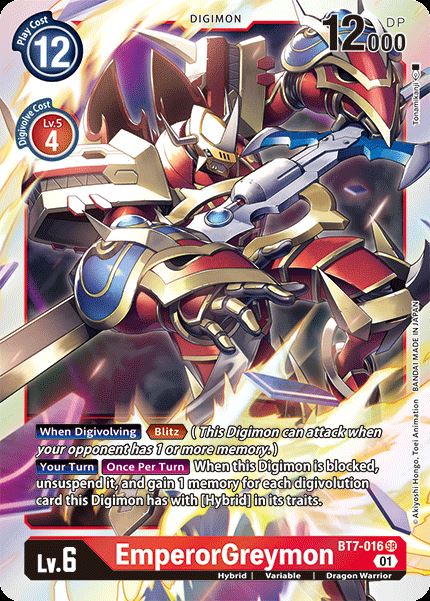 Play Cost
12
DIGIMON
DP
12000
Digivolve Cost
Lv.5
4
Tonamikanji
©Akiyoshi Hongo, Toei Animation BANDAI MADE IN JAPAN
When Digivolving Blitz (This Digimon can attack when
your opponent has 1 or more memory.)
Your Turn Once Per Turn When this Digimon is blocked,
unsuspend it, and gain 1 memory for each digivolution
card this Digimon has with [Hybrid] in its traits.
BT7-016 SR
Lv.6
EmperorGreymon
01
Hybrid | Variable | Dragon Warrior